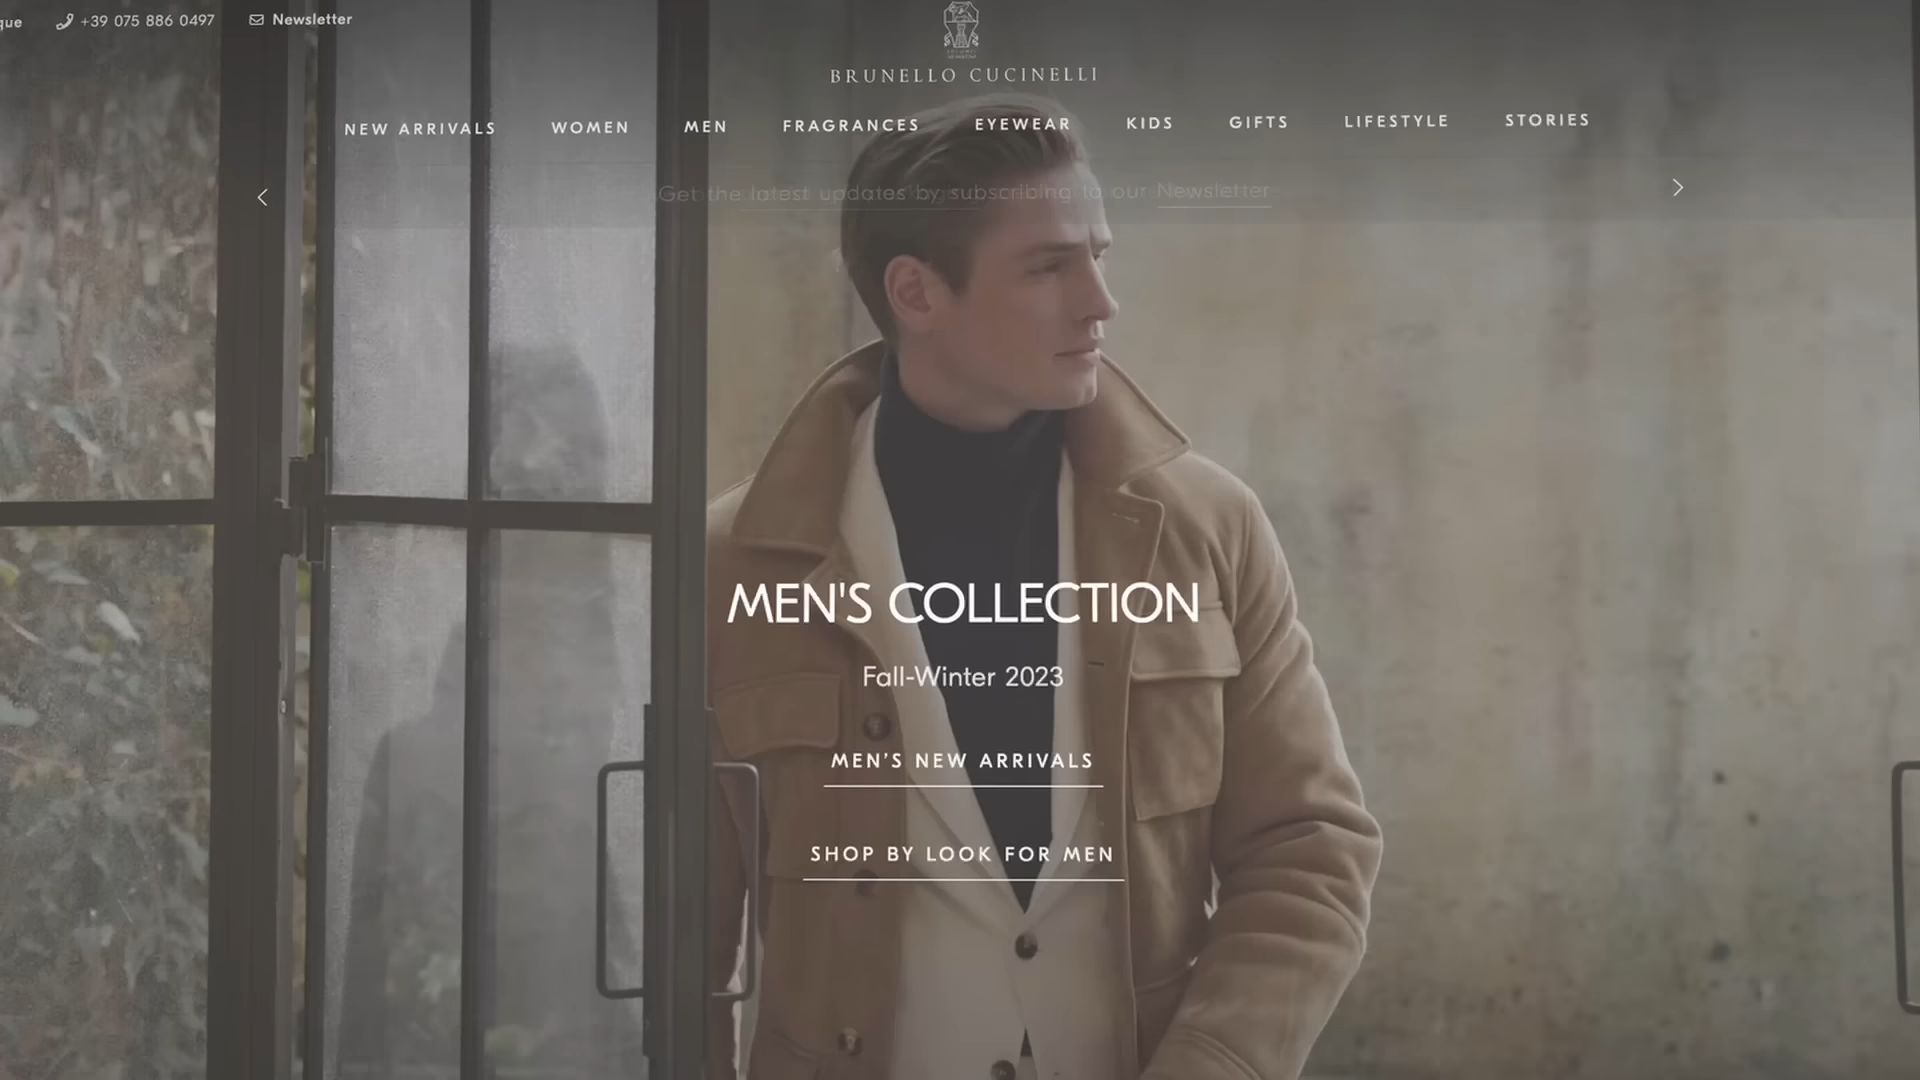 que +39 075 886 0497 Newsletter
BRUNELLO CUCINELLI
NEW ARRIVALS WOMEN MEN FRAGRANCES EYEWEAR KIDS GIFTS LIFESTYLE STORIES
Get the latest updates by subscribing to our Newsletter
MEN'S COLLECTION
Fall-Winter 2023
MEN'S NEW ARRIVALS
SHOP BY LOOK FOR MEN